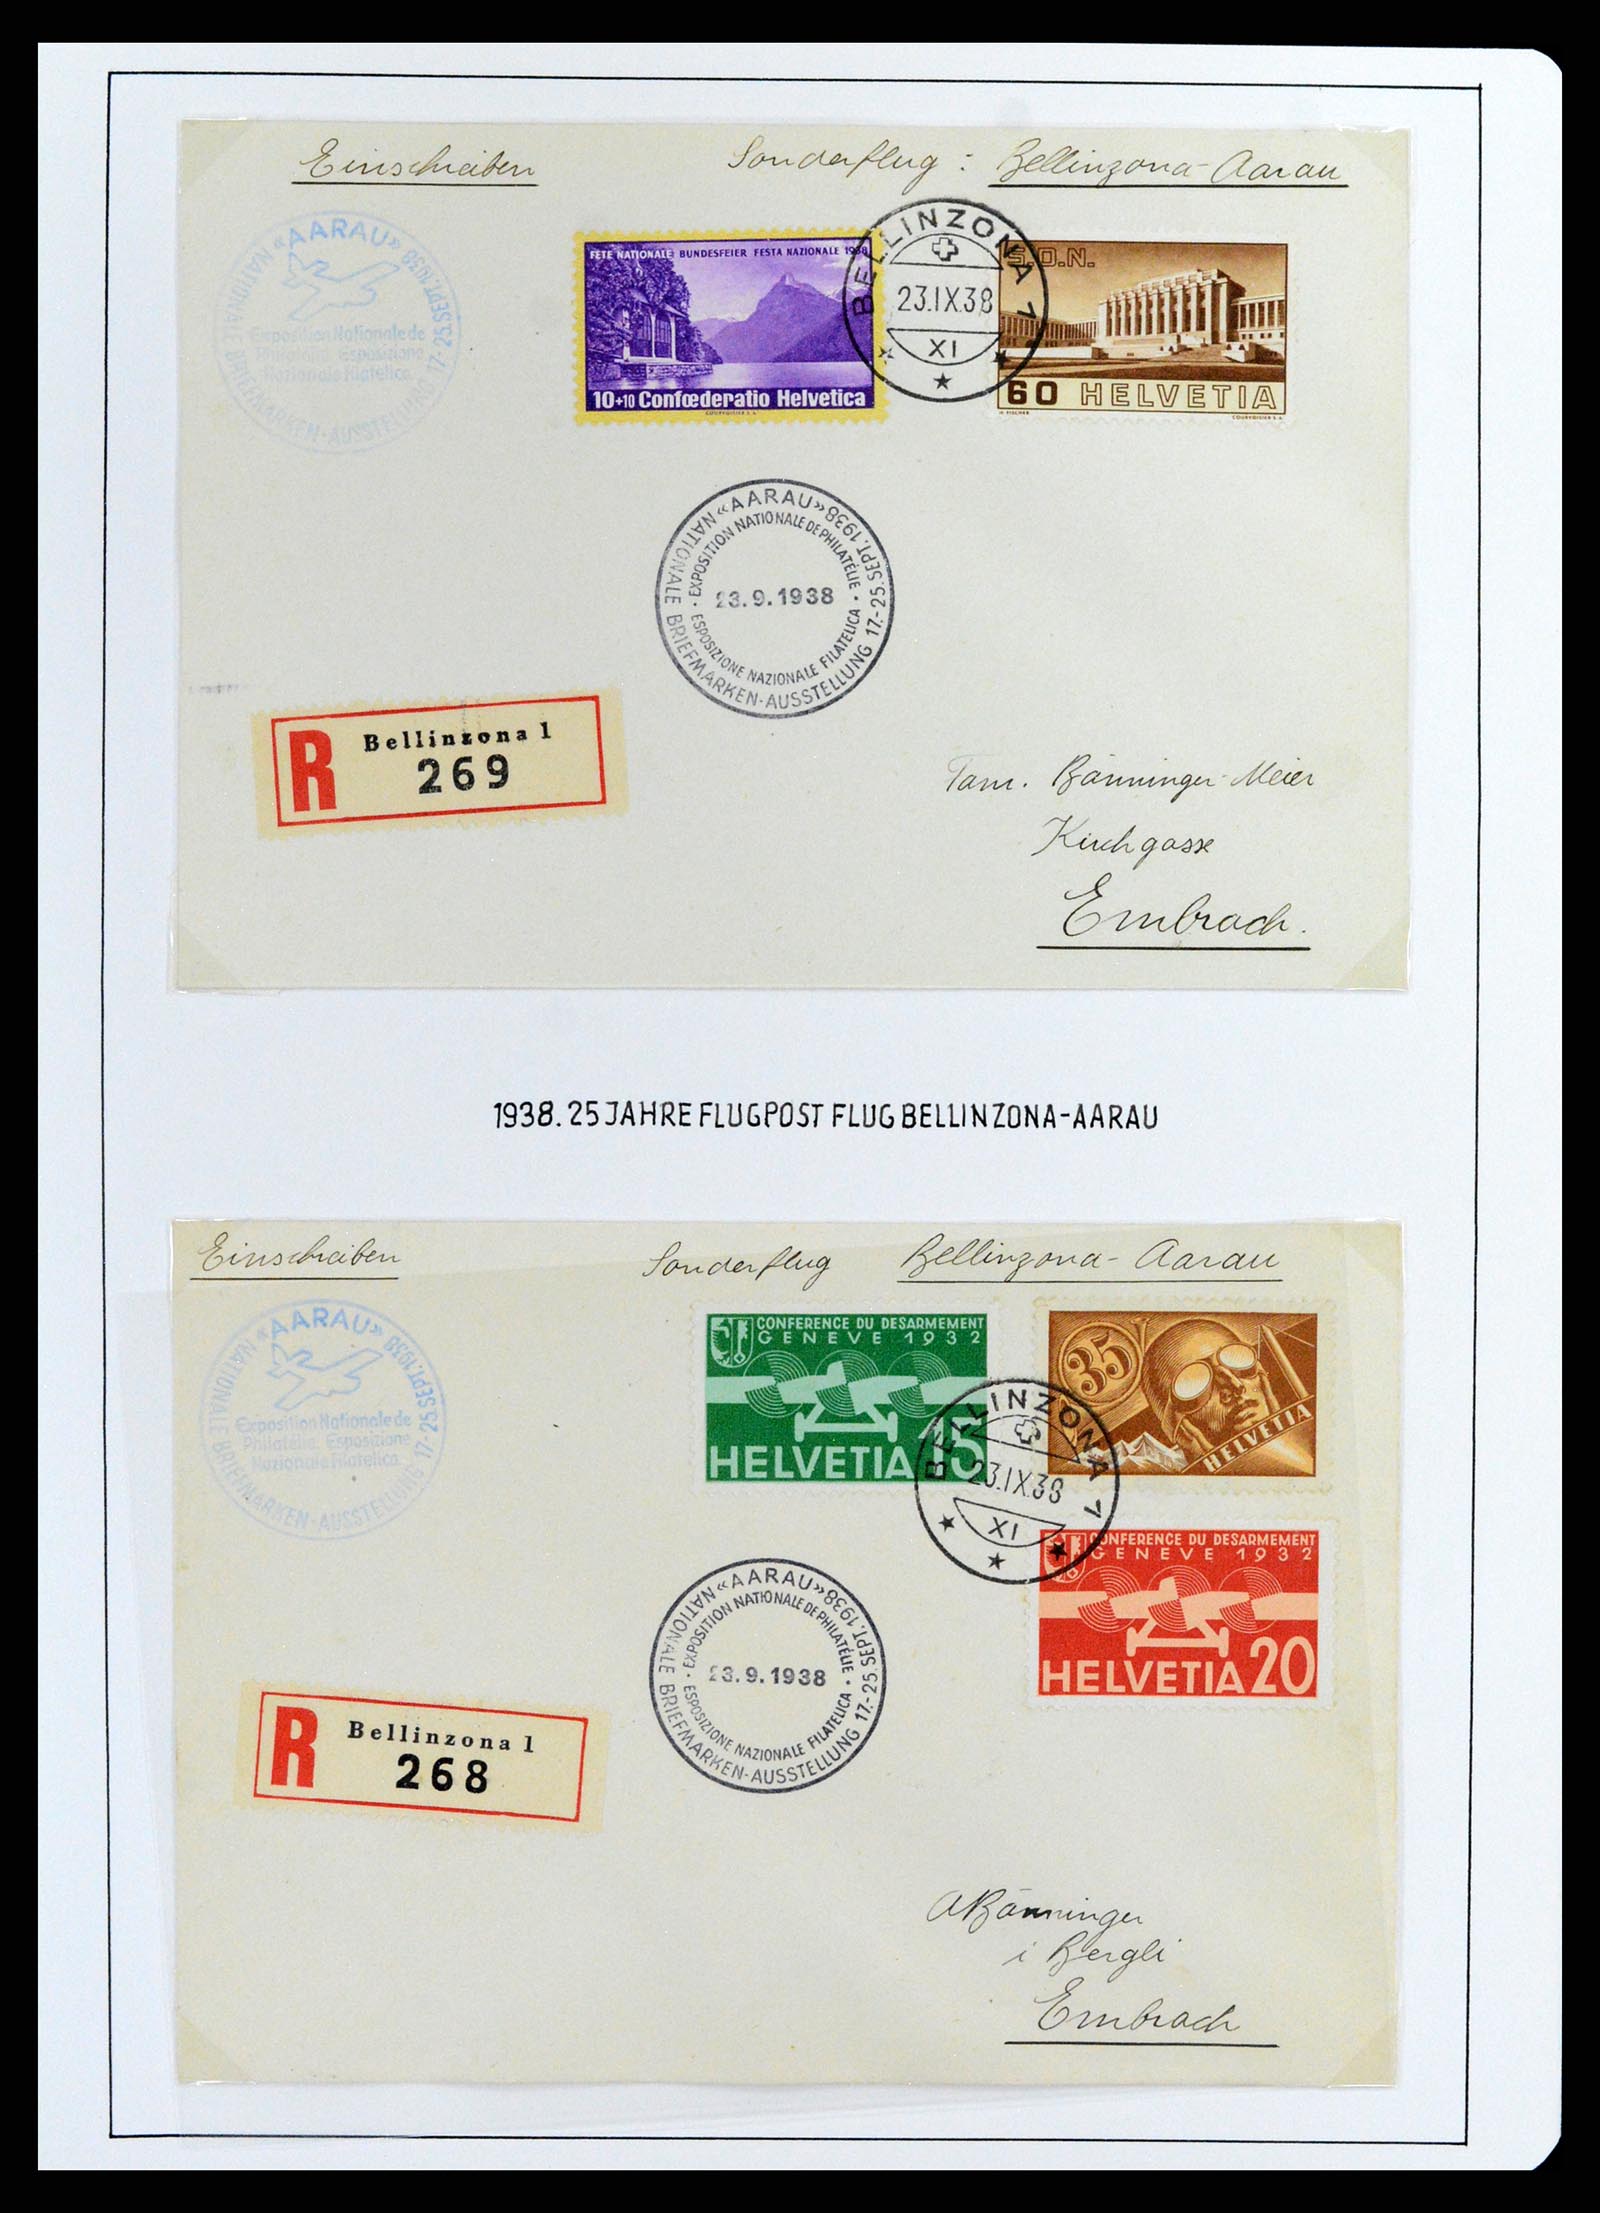 Einschreiben
Sonderflug : Bellinzona-Aarau
«AARAU» 17.-25.SEPT.1938
NATIONALE BRIEFMARKEN-AUSSTELLUNG
Exposition Nationale de
Philatélie. Esposizione
Nazionale Filatelica.
FÊTE NATIONALE BUNDESFEIER FESTA NAZIONALE 1938
10+10 Confœderatio Helvetica
COURVOISIER S.A.
BELLINZONA 1
23.IX.38
XI
S.D.N.
60 HELVETIA
H. FISCHER
COURVOISIER S.A.
NATIONALE BRIEFMARKEN-AUSSTELLUNG 17.-25.SEPT.1938
«AARAU»
EXPOSITION NATIONALE DE PHILATÉLIE
ESPOSIZIONE NAZIONALE FILATELICA
23.9.1938
R
Bellinzona 1
269
Fam. Bänninger-Meier
Kirchgasse
Embrach.
1938. 25 JAHRE FLUGPOST FLUG BELLINZONA-AARAU
Einschreiben
Sonderflug Bellinzona-Aarau
«AARAU» 17.-25.SEPT.1938
NATIONALE BRIEFMARKEN-AUSSTELLUNG
Exposition Nationale de
Philatélie. Esposizione
Nazionale Filatelica.
CONFERENCE DU DESARMEMENT
GENEVE 1932
HELVETIA 15
35
HELVETIA
BELLINZONA 1
23.IX.38
XI
CONFERENCE DU DESARMEMENT
GENEVE 1932
HELVETIA 20
NATIONALE BRIEFMARKEN-AUSSTELLUNG 17.-25.SEPT.1938
«AARAU»
EXPOSITION NATIONALE DE PHILATÉLIE
ESPOSIZIONE NAZIONALE FILATELICA
23.9.1938
R
Bellinzona 1
268
A Bänninger
i Bergli
Embrach